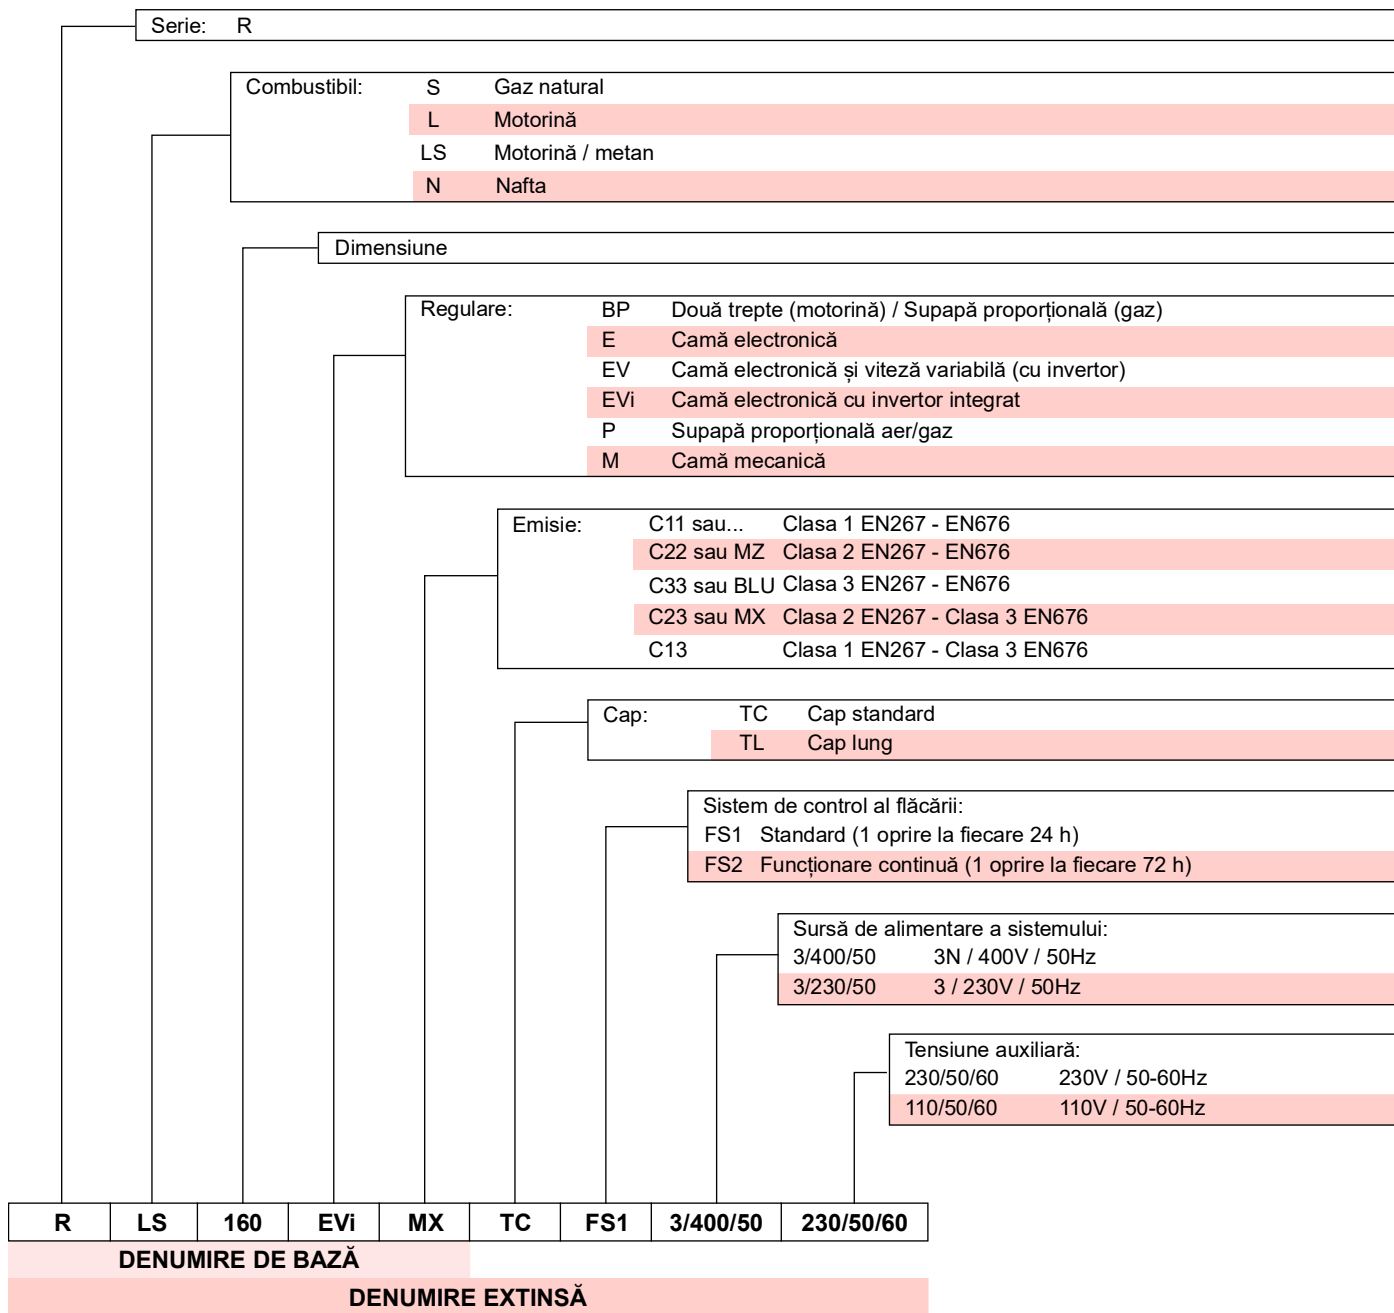 Serie: R
Combustibil: S Gaz natural
L Motorină
LS Motorină / metan
N Nafta
Dimensiune
Regulare: BP Două trepte (motorină) / Supapă proporțională (gaz)
E Camă electronică
EV Camă electronică și viteză variabilă (cu invertor)
EVi Camă electronică cu invertor integrat
P Supapă proporțională aer/gaz
M Camă mecanică
Emisie: C11 sau... Clasa 1 EN267 - EN676
C22 sau MZ Clasa 2 EN267 - EN676
C33 sau BLU Clasa 3 EN267 - EN676
C23 sau MX Clasa 2 EN267 - Clasa 3 EN676
C13 Clasa 1 EN267 - Clasa 3 EN676
Cap: TC Cap standard
TL Cap lung
Sistem de control al flăcării:
FS1 Standard (1 oprire la fiecare 24 h)
FS2 Funcționare continuă (1 oprire la fiecare 72 h)
Sursă de alimentare a sistemului:
3/400/50 3N / 400V / 50Hz
3/230/50 3 / 230V / 50Hz
Tensiune auxiliară:
230/50/60 230V / 50-60Hz
110/50/60 110V / 50-60Hz
R LS 160 EVi MX TC FS1 3/400/50 230/50/60
DENUMIRE DE BAZĂ
DENUMIRE EXTINSĂ